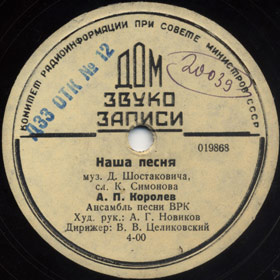 КОМИТЕТ РАДИОИНФОРМАЦИИ ПРИ СОВЕТЕ МИНИСТРОВ СССР
ДЗЗ ОТК № 12
20039
ДОМ
ЗВУКО
ЗАПИСИ
019868
Наша песня
муз. Д. Шостаковича,
сл. К. Симонова
А. П. Королев
Ансамбль песни ВРК
Худ. рук.: А. Г. Новиков
Дирижер: В. В. Целиковский
4-00